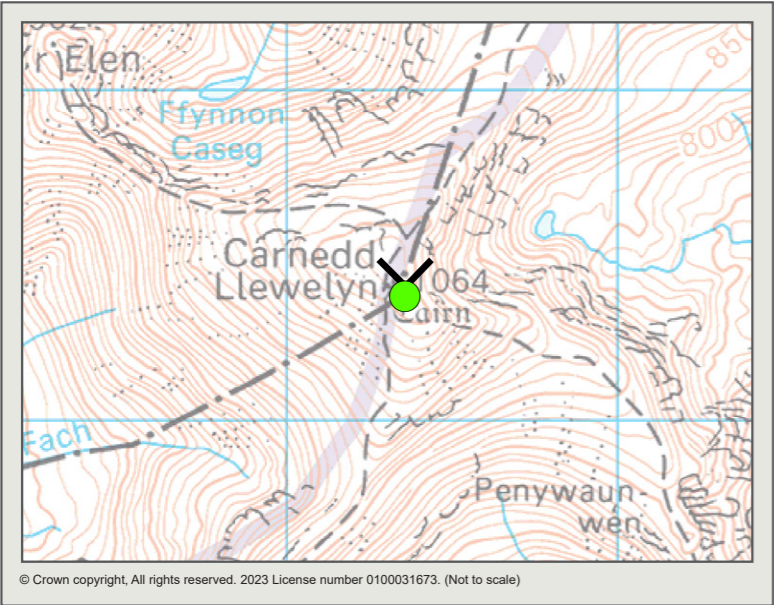 r Elen
Ffynnon
Caseg
850
800
Carnedd
Llewelyn
064
Cairn
Fach
Penywaun-
wen
© Crown copyright, All rights reserved. 2023 License number 0100031673. (Not to scale)